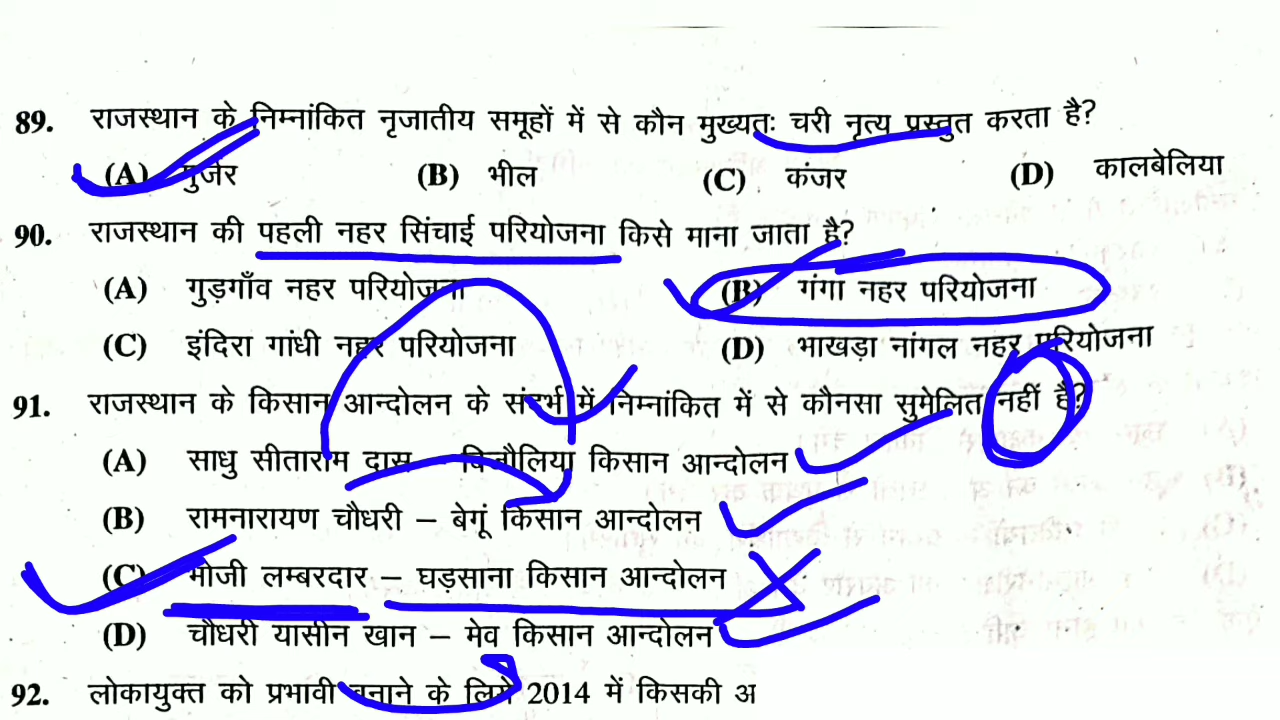 89. राजस्थान के निम्नांकित नृजातीय समूहों में से कौन मुख्यतः चरी नृत्य प्रस्तुत करता है?
(A) गुर्जर (B) भील (C) कंजर (D) कालबेलिया
90. राजस्थान की पहली नहर सिंचाई परियोजना किसे माना जाता है?
(A) गुड़गाँव नहर परियोजना (B) गंगा नहर परियोजना
(C) इंदिरा गांधी नहर परियोजना (D) भाखड़ा नांगल नहर परियोजना
91. राजस्थान के किसान आन्दोलन के संदर्भ में निम्नांकित में से कौनसा सुमेलित नहीं है?
(A) साधु सीताराम दास – बिजौलिया किसान आन्दोलन
(B) रामनारायण चौधरी – बेगूं किसान आन्दोलन
(C) भोजी लम्बरदार – घड़साना किसान आन्दोलन
(D) चौधरी यासीन खान – मेव किसान आन्दोलन
92. लोकायुक्त को प्रभावी बनाने के लिये 2014 में किसकी अ